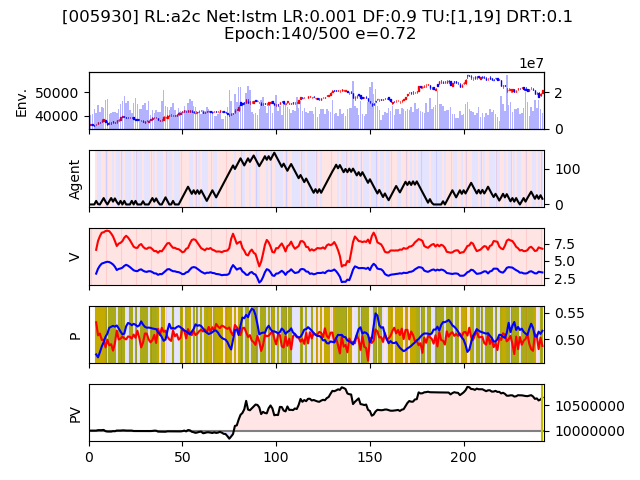 [005930] RL:a2c Net:lstm LR:0.001 DF:0.9 TU:[1,19] DRT:0.1
Epoch:140/500 e=0.72
1e7
Env.
50000
40000
2
0
Agent
100
0
V
7.5
5.0
2.5
P
0.55
0.50
PV
10500000
10000000
0 50 100 150 200